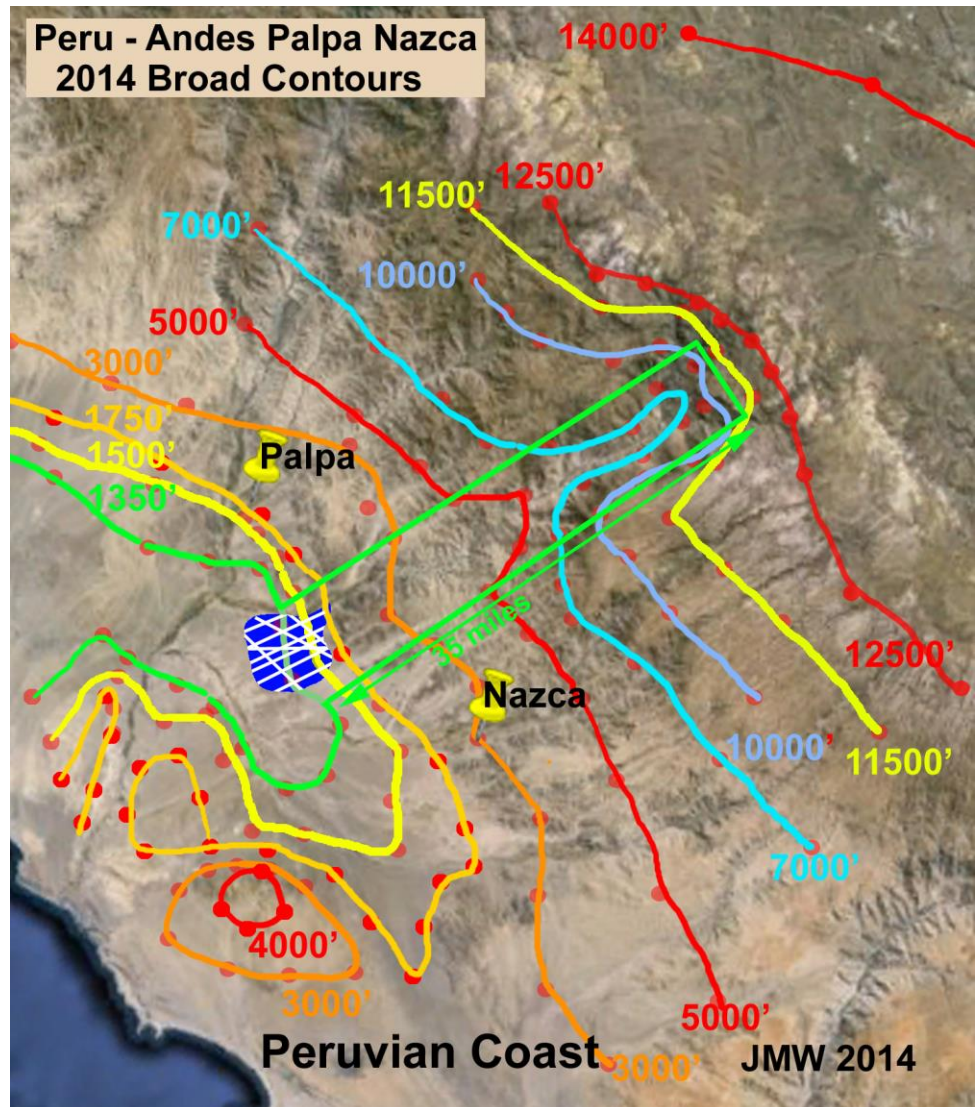 Peru - Andes Palpa Nazca
2014 Broad Contours
14000’
12500’
11500’
7000’
10000’
5000’
3000’
1750’
1500’
Palpa
1350’
35 miles
12500’
Nazca
10000’
11500’
7000’
4000’
3000’
5000’
Peruvian Coast
JMW 2014
3000’